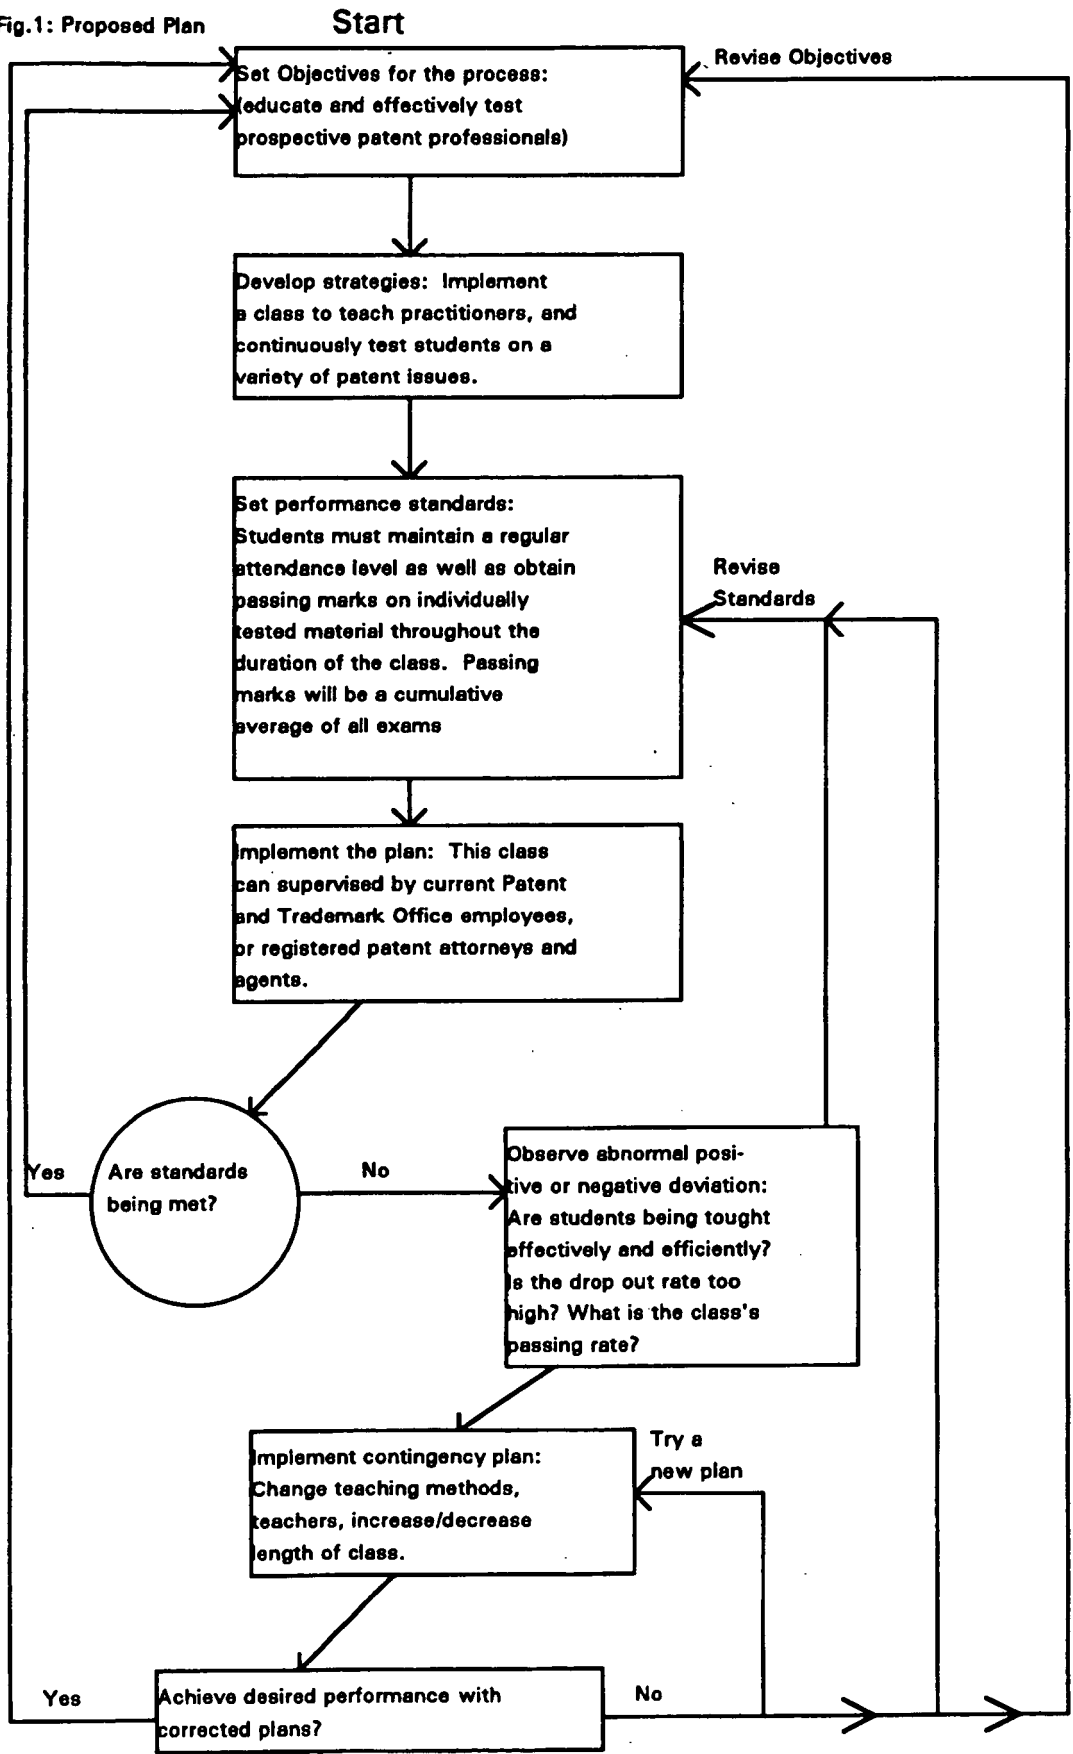 Fig.1: Proposed Plan
Start
Set Objectives for the process:
(educate and effectively test
prospective patent professionals)
Revise Objectives
Develop strategies: Implement
a class to teach practitioners, and
continuously test students on a
variety of patent issues.
Set performance standards:
Students must maintain a regular
attendance level as well as obtain
passing marks on individually
tested material throughout the
duration of the class. Passing
marks will be a cumulative
average of all exams
Revise
Standards
Implement the plan: This class
can supervised by current Patent
and Trademark Office employees,
or registered patent attorneys and
agents.
Yes
Are standards
being met?
No
Observe abnormal posi-
tive or negative deviation:
Are students being tought
effectively and efficiently?
Is the drop out rate too
high? What is the class's
passing rate?
Implement contingency plan:
Change teaching methods,
teachers, increase/decrease
length of class.
Try a
new plan
Yes
Achieve desired performance with
corrected plans?
No